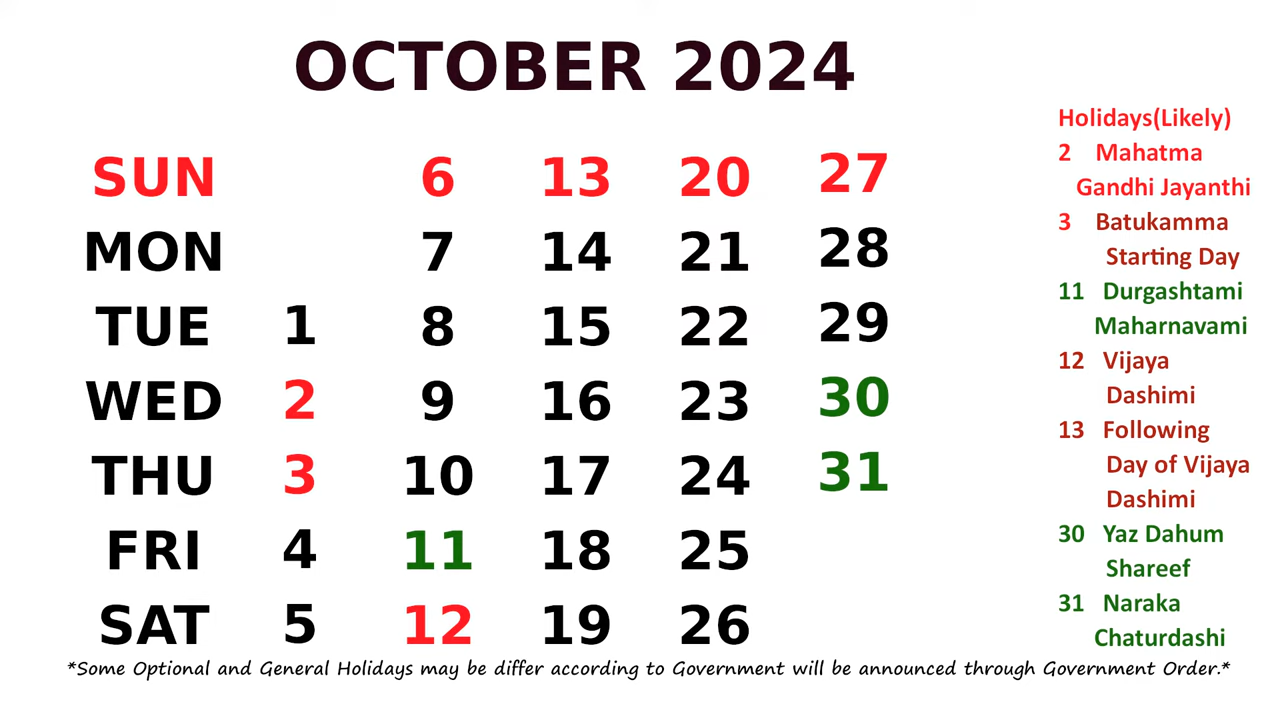 OCTOBER 2024
SUN 6 13 20 27
MON 7 14 21 28
TUE 1 8 15 22 29
WED 2 9 16 23 30
THU 3 10 17 24 31
FRI 4 11 18 25
SAT 5 12 19 26
Holidays(Likely)
2 Mahatma
Gandhi Jayanthi
3 Batukamma
Starting Day
11 Durgashtami
Maharnavami
12 Vijaya
Dashimi
13 Following
Day of Vijaya
Dashimi
30 Yaz Dahum
Shareef
31 Naraka
Chaturdashi
*Some Optional and General Holidays may be differ according to Government will be announced through Government Order.*